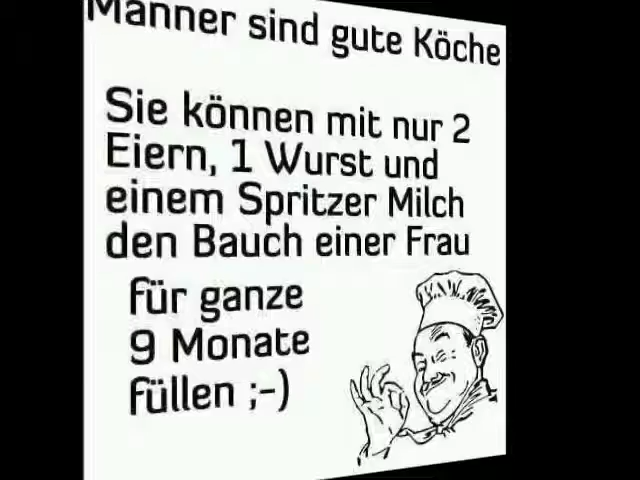 Männer sind gute Köche
Sie können mit nur 2
Eiern, 1 Wurst und
einem Spritzer Milch
den Bauch einer Frau
für ganze
9 Monate
füllen ;-)